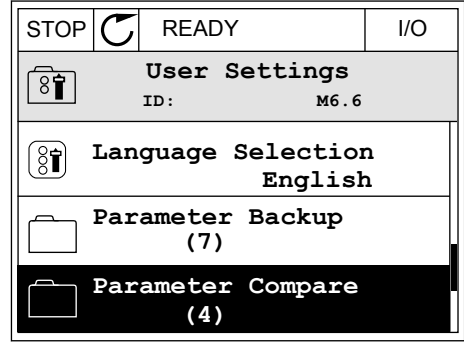 STOP READY I/O
User Settings
ID: M6.6
Language Selection
English
Parameter Backup
(7)
Parameter Compare
(4)